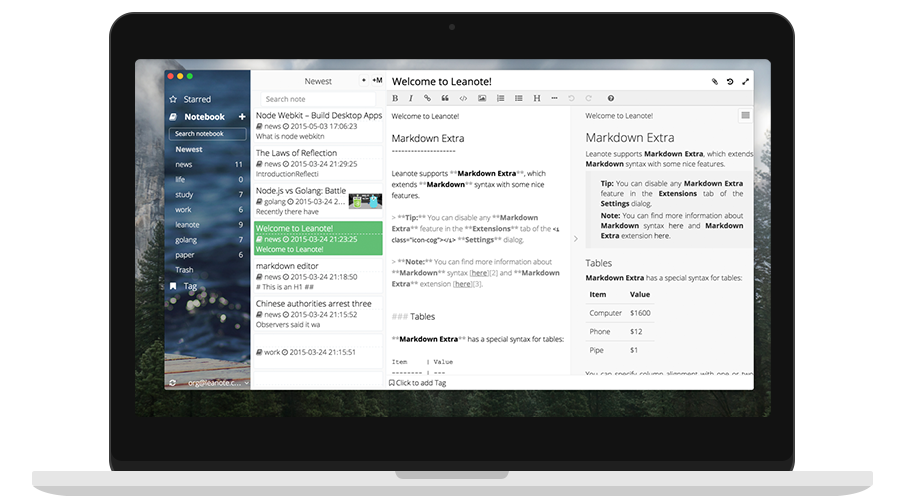 Starred
Notebook +
Search notebook
Newest
news 11
life 0
study 7
work 6
leanote 9
golang 7
paper 6
Trash
Tag
org@leanote.c...
Newest + +M
Search note
Node Webkit – Build Desktop Apps
news 2015-05-03 17:06:23
What is node webkitn
The Laws of Reflection
news 2015-03-24 21:29:25
IntroductionReflecti
Node.js vs Golang: Battle
golang 2015-03-24 2...
Recently there have
Welcome to Leanote!
news 2015-03-24 21:23:25
Welcome to Leanote!
markdown editor
news 2015-03-24 21:18:50
# This is an H1 ##
Chinese authorities arrest three
news 2015-03-24 21:15:52
Observers said it wa
work 2015-03-24 21:15:51
Welcome to Leanote!
B I H
Welcome to Leanote!
Markdown Extra
--------------------
Leanote supports **Markdown Extra**, which
extends **Markdown** syntax with some nice
features.
> **Tip:** You can disable any **Markdown
Extra** feature in the **Extensions** tab of the <i
class="icon-cog"></i> **Settings** dialog.
> **Note:** You can find more information about
**Markdown** syntax [here][2] and **Markdown
Extra** extension [here][3].
### Tables
**Markdown Extra** has a special syntax for tables:
Item | Value
-------- | ---
Click to add Tag
Welcome to Leanote!
Markdown Extra
Leanote supports Markdown Extra, which extends
Markdown syntax with some nice features.
Tip: You can disable any Markdown Extra
feature in the Extensions tab of the
Settings dialog.
Note: You can find more information about
Markdown syntax here and Markdown
Extra extension here.
Tables
Markdown Extra has a special syntax for tables:
Item Value
Computer $1600
Phone $12
Pipe $1
You can specify column alignment with one or two